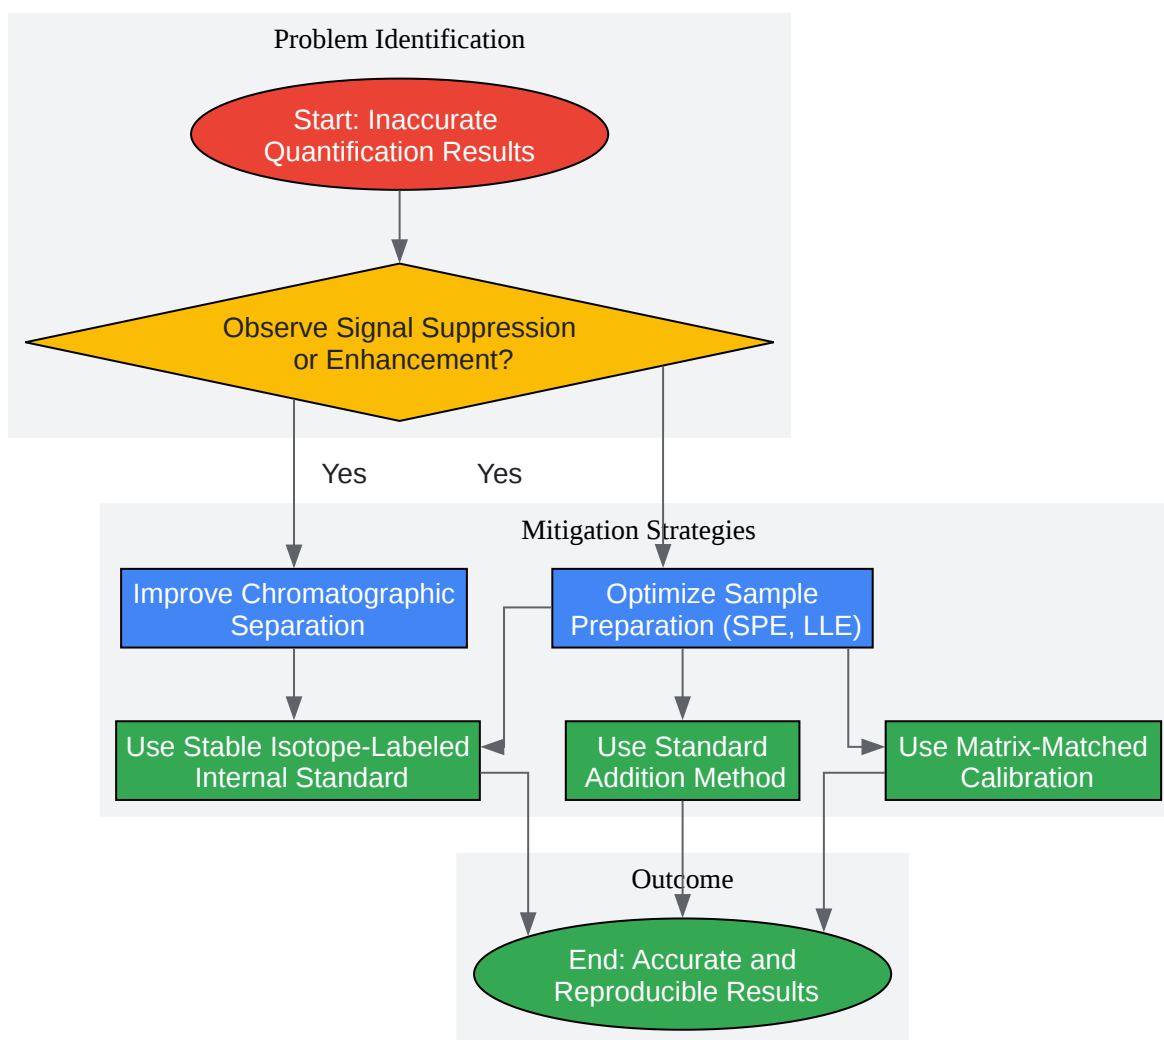 Problem Identification
Start: Inaccurate
Quantification Results
Observe Signal Suppression
or Enhancement?
Yes
Yes
Mitigation Strategies
Improve Chromatographic
Separation
Optimize Sample
Preparation (SPE, LLE)
Use Stable Isotope-Labeled
Internal Standard
Use Standard
Addition Method
Use Matrix-Matched
Calibration
Outcome
End: Accurate and
Reproducible Results